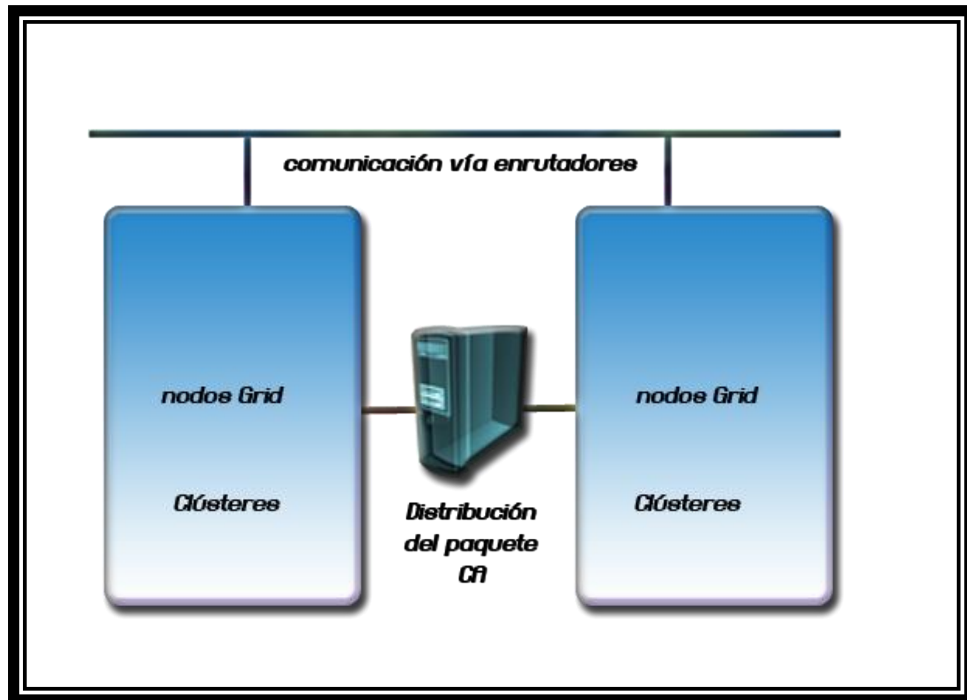 comunicación vía enrutadores
nodos Grid
Clústeres
Distribución
del paquete
CA
nodos Grid
Clústeres